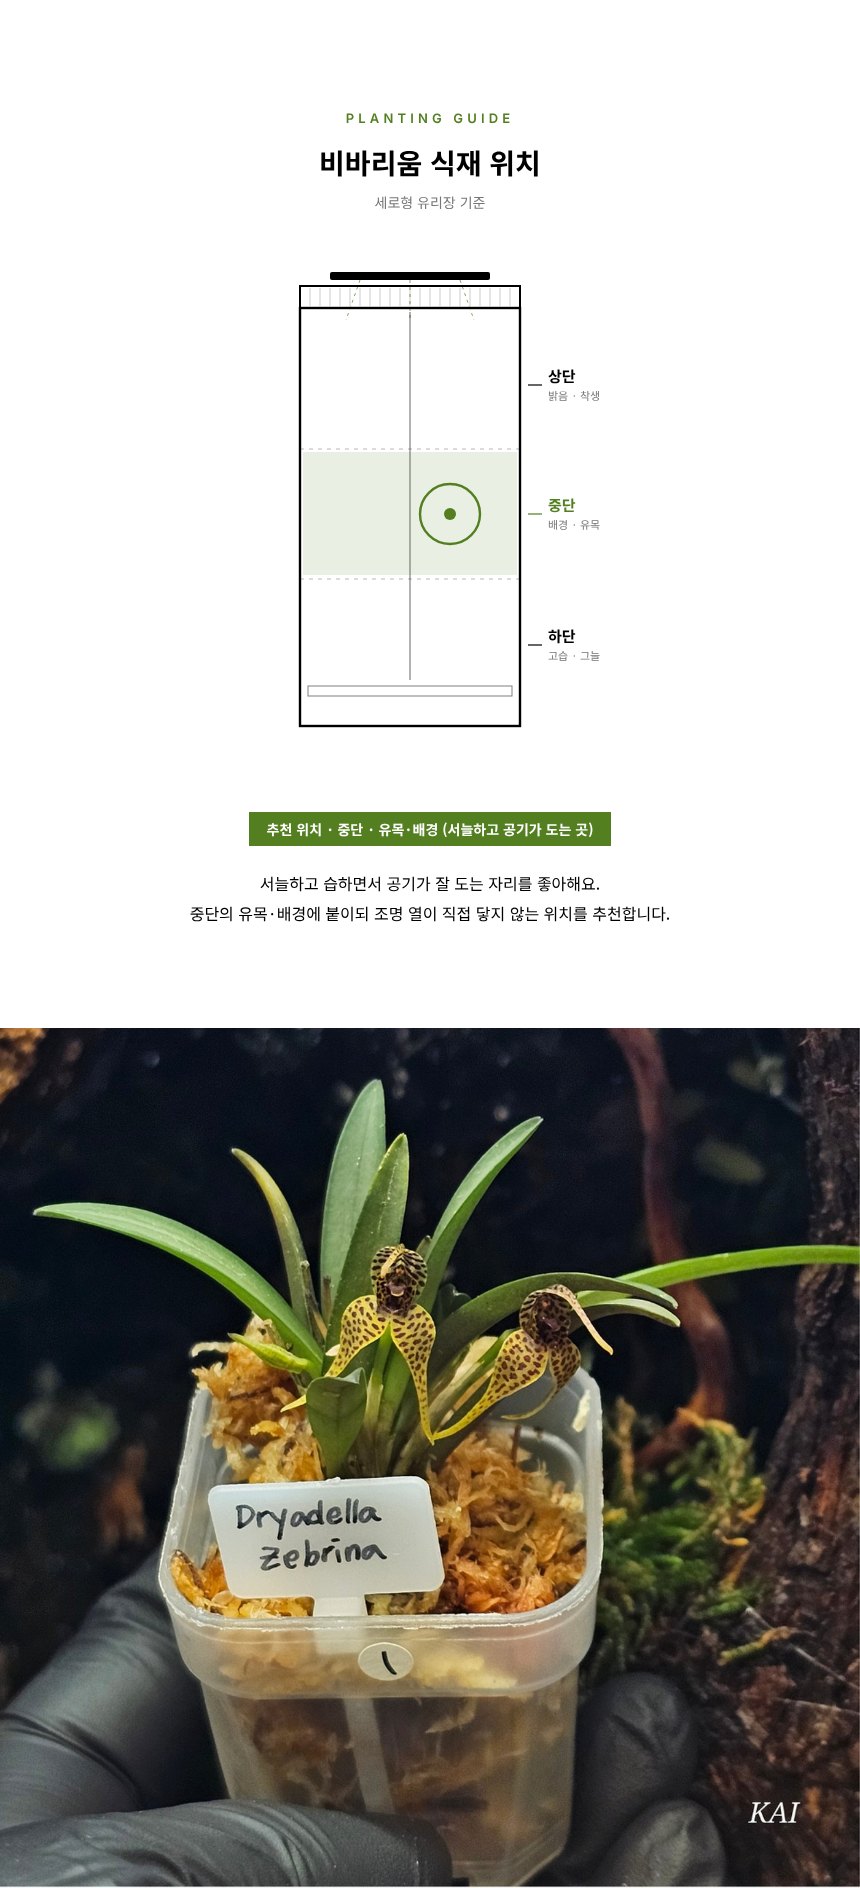 PLANTING GUIDE
비바리움 식재 위치
세로형 유리장 기준
상단
밝음 · 착생
중단
배경 · 유목
하단
고습 · 그늘
추천 위치 · 중단 · 유목·배경 (서늘하고 공기가 도는 곳)
서늘하고 습하면서 공기가 잘 도는 자리를 좋아해요.
중단의 유목·배경에 붙이되 조명 열이 직접 닿지 않는 위치를 추천합니다.
Dryadella
Zebrina
1
KAI